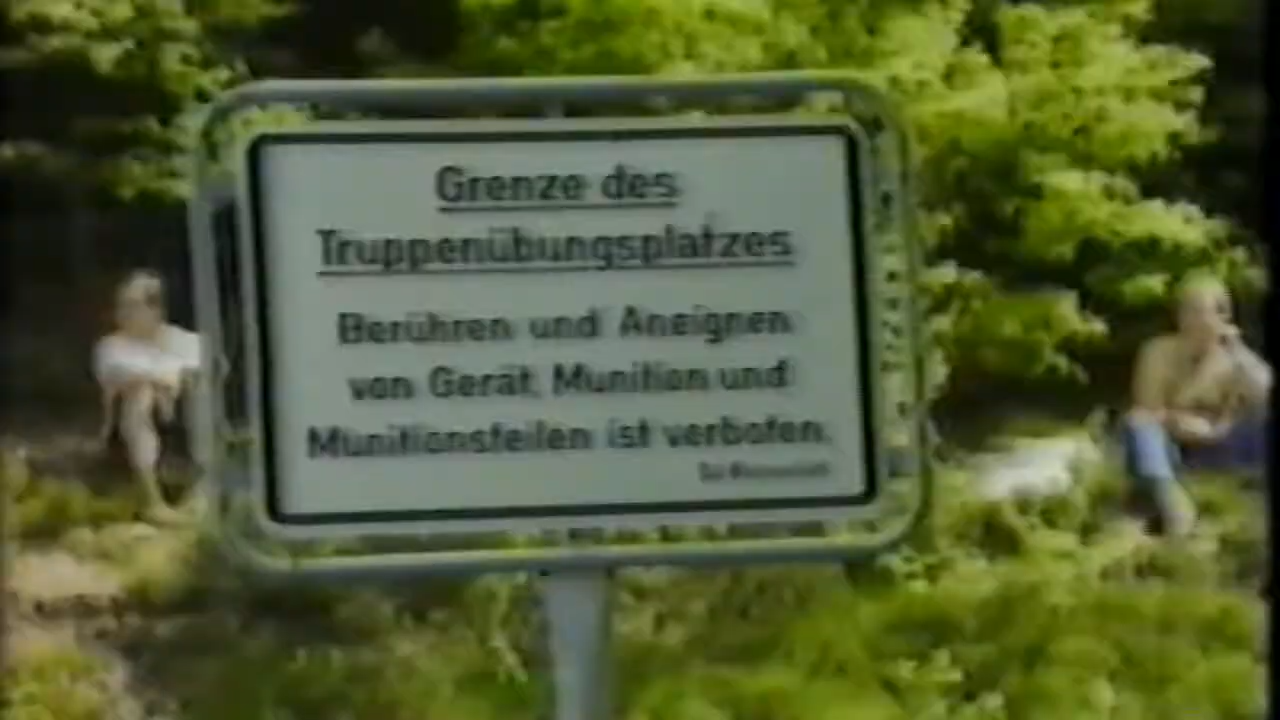 Grenze des
Truppenübungsplatzes
Berühren und Aneignen
von Gerät, Munition und
Munitionsteilen ist verboten.